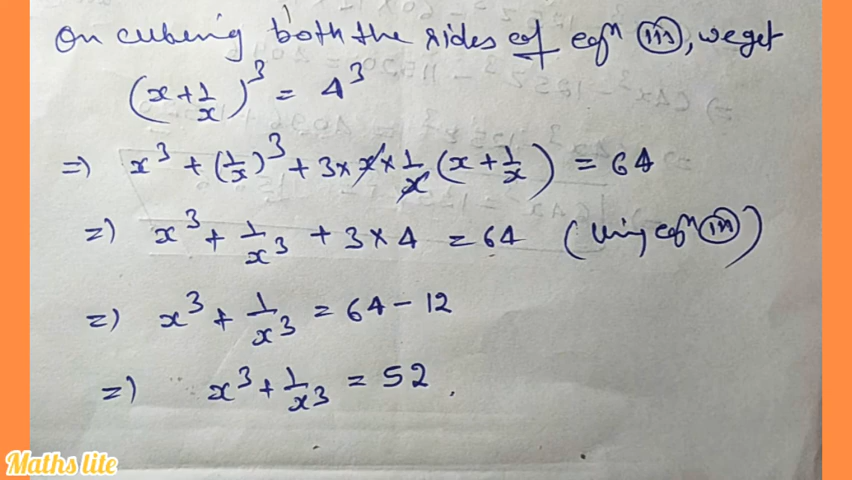 On cubing both the sides of eqn (iii), we get
(x + 1/x)^3 = 4^3
=) x^3 + (1/x)^3 + 3 × x × 1/x (x + 1/x) = 64
=) x^3 + 1/x^3 + 3 × 4 = 64 (Using eqn (iii))
=) x^3 + 1/x^3 = 64 - 12
=) x^3 + 1/x^3 = 52.
Maths lite